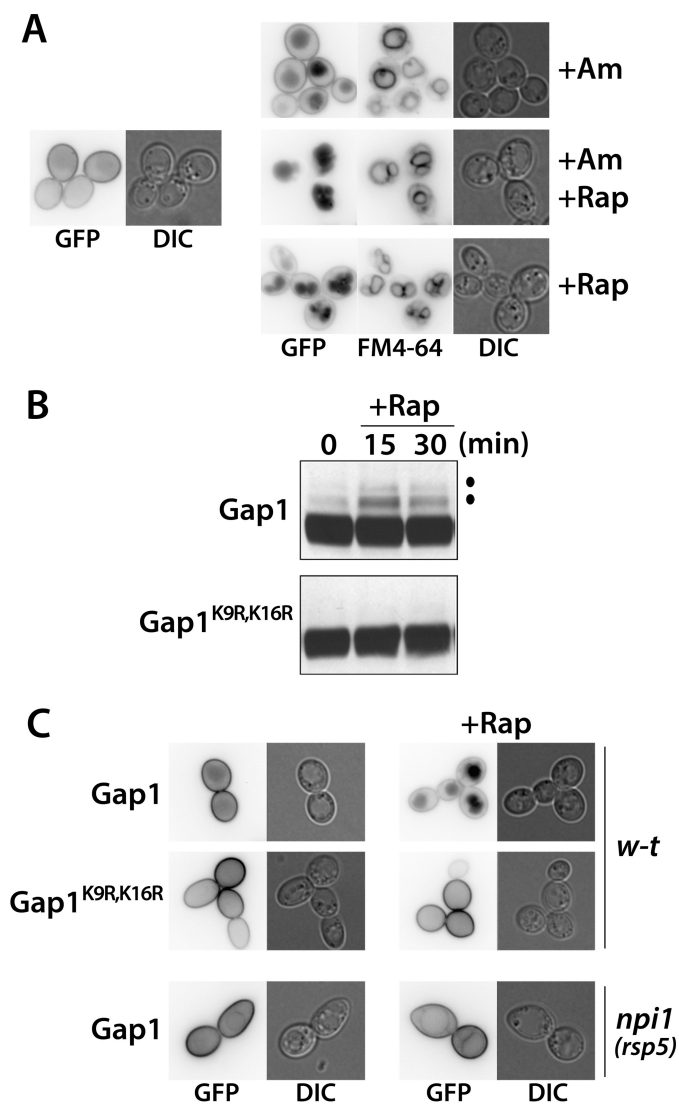 A
+Am
+Am
+Rap
GFP DIC
+Rap
GFP FM4-64 DIC
B
+Rap
0 15 30 (min)
Gap1
Gap1K9R,K16R
C
+Rap
Gap1
w-t
Gap1K9R,K16R
Gap1
npi1
(rsp5)
GFP DIC GFP DIC